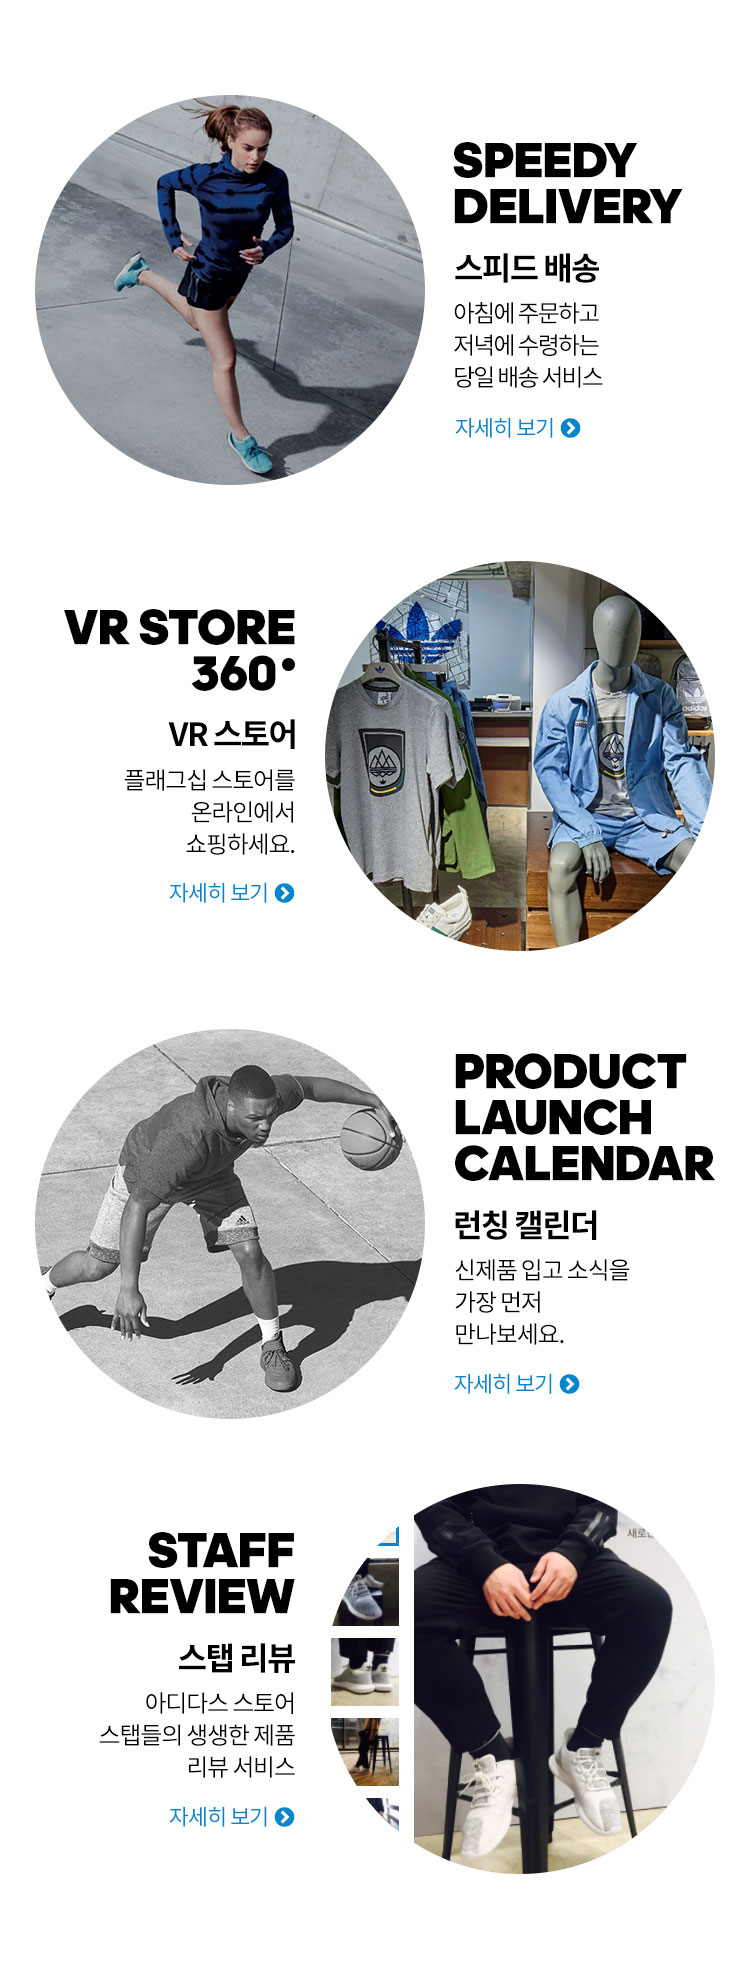 SPEEDY
DELIVERY
스피드 배송
아침에 주문하고
저녁에 수령하는
당일 배송 서비스
자세히 보기
VR STORE
360°
VR 스토어
플래그십 스토어를
온라인에서
쇼핑하세요.
자세히 보기
adidas
PRODUCT
LAUNCH
CALENDAR
런칭 캘린더
신제품 입고 소식을
가장 먼저
만나보세요.
자세히 보기
STAFF
REVIEW
스탭 리뷰
아디다스 스토어
스탭들의 생생한 제품
리뷰 서비스
자세히 보기